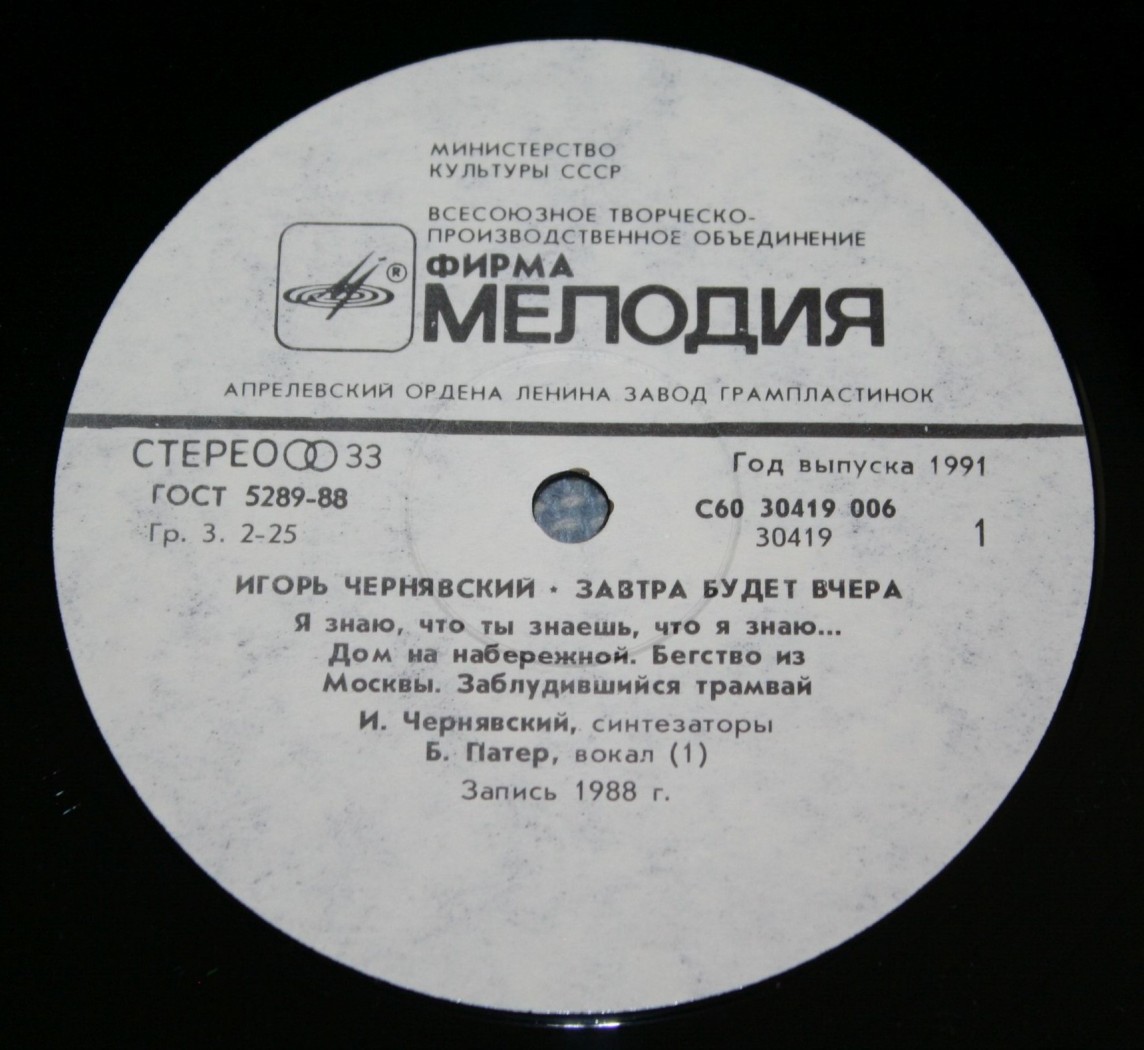 МИНИСТЕРСТВО
КУЛЬТУРЫ СССР
ВСЕСОЮЗНОЕ ТВОРЧЕСКО-
ПРОИЗВОДСТВЕННОЕ ОБЪЕДИНЕНИЕ
®
ФИРМА
МЕЛОДИЯ
АПРЕЛЕВСКИЙ ОРДЕНА ЛЕНИНА ЗАВОД ГРАМПЛАСТИНОК
СТЕРЕО 33
Год выпуска 1991
ГОСТ 5289-88
С60 30419 006
Гр. 3. 2-25
30419
1
ИГОРЬ ЧЕРНЯВСКИЙ • ЗАВТРА БУДЕТ ВЧЕРА
Я знаю, что ты знаешь, что я знаю...
Дом на набережной. Бегство из
Москвы. Заблудившийся трамвай
И. Чернявский, синтезаторы
Б. Патер, вокал (1)
Запись 1988 г.